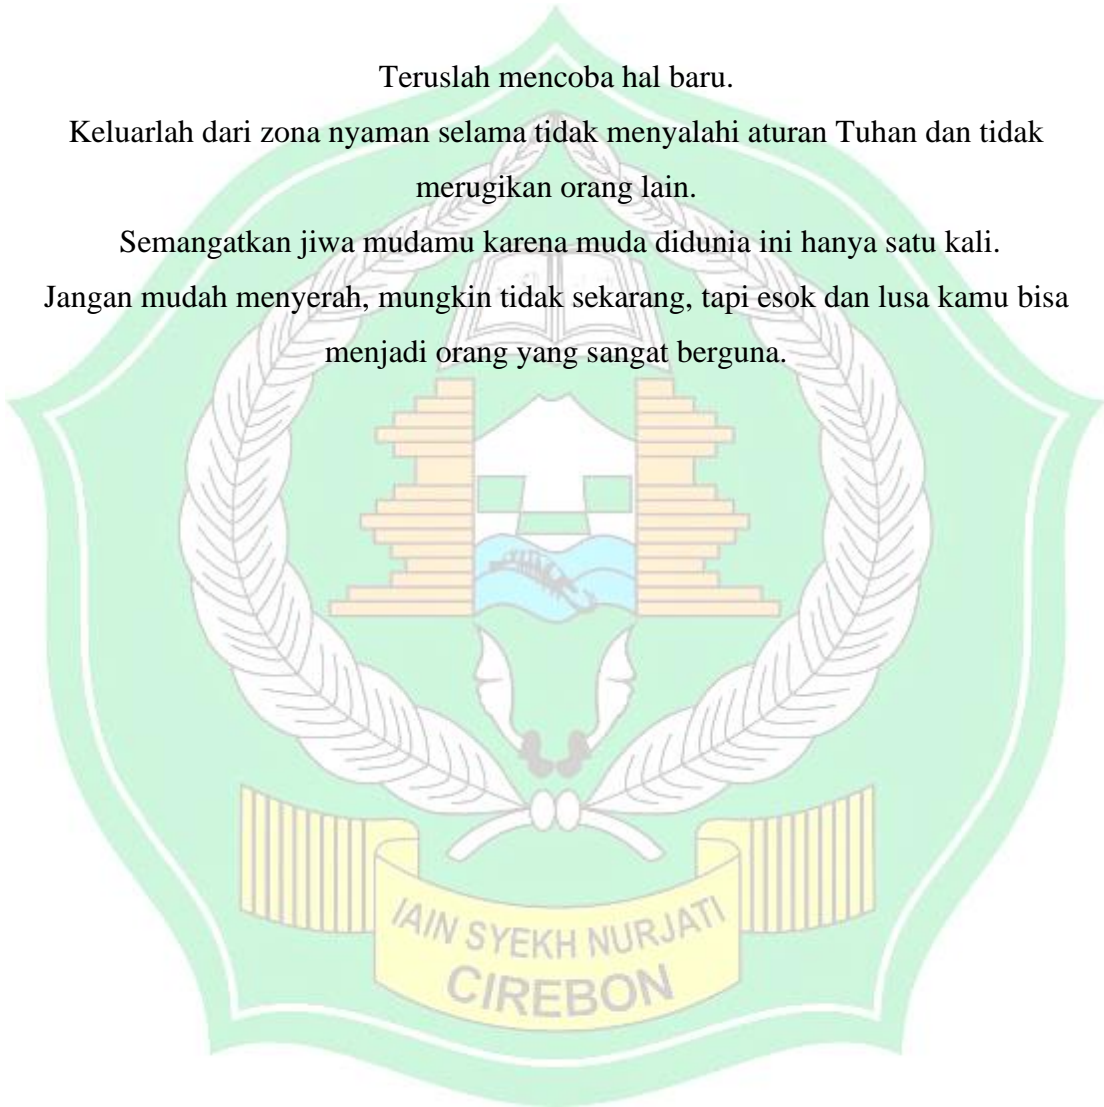 Teruslah mencoba hal baru.
Keluarlah dari zona nyaman selama tidak menyalahi aturan Tuhan dan tidak
merugikan orang lain.
Semangatkan jiwa mudamu karena muda didunia ini hanya satu kali.
Jangan mudah menyerah, mungkin tidak sekarang, tapi esok dan lusa kamu bisa
menjadi orang yang sangat berguna.
IAIN SYEKH NURJATI
CIREBON